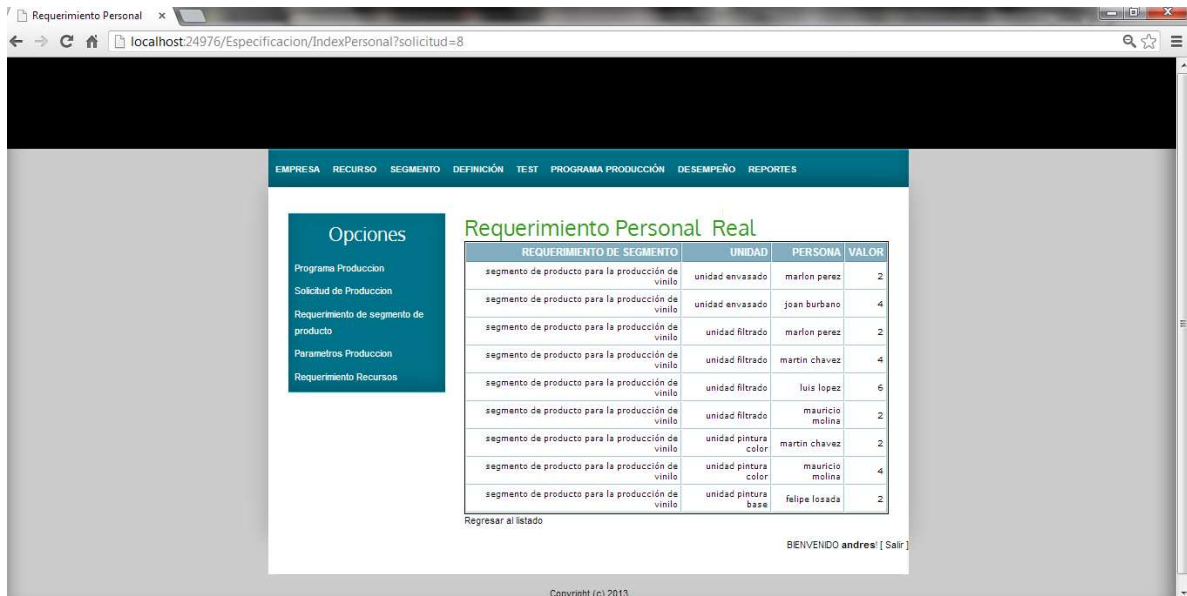 Requerimiento Personal
localhost:24976/Especificacion/IndexPersonal?solicitud=8
EMPRESA RECURSO SEGMENTO DEFINICIÓN TEST PROGRAMA PRODUCCIÓN DESEMPEÑO REPORTES
Opciones
Programa Produccion
Solicitud de Produccion
Requerimiento de segmento de
producto
Parametros Produccion
Requerimiento Recursos
Requerimiento Personal Real
REQUERIMIENTO DE SEGMENTO UNIDAD PERSONA VALOR
segmento de producto para la producción de
vinilo unidad envasado marlon perez 2
segmento de producto para la producción de
vinilo unidad envasado joan burbano 4
segmento de producto para la producción de
vinilo unidad filtrado marlon perez 2
segmento de producto para la producción de
vinilo unidad filtrado martin chavez 4
segmento de producto para la producción de
vinilo unidad filtrado luis lopez 6
segmento de producto para la producción de
vinilo unidad filtrado mauricio molina 2
segmento de producto para la producción de
vinilo unidad pintura color martin chavez 2
segmento de producto para la producción de
vinilo unidad pintura color mauricio molina 4
segmento de producto para la producción de
vinilo unidad pintura base felipe losada 2
Regresar al listado
BIENVENIDO andres! [ Salir ]
Copyright (c) 2013.